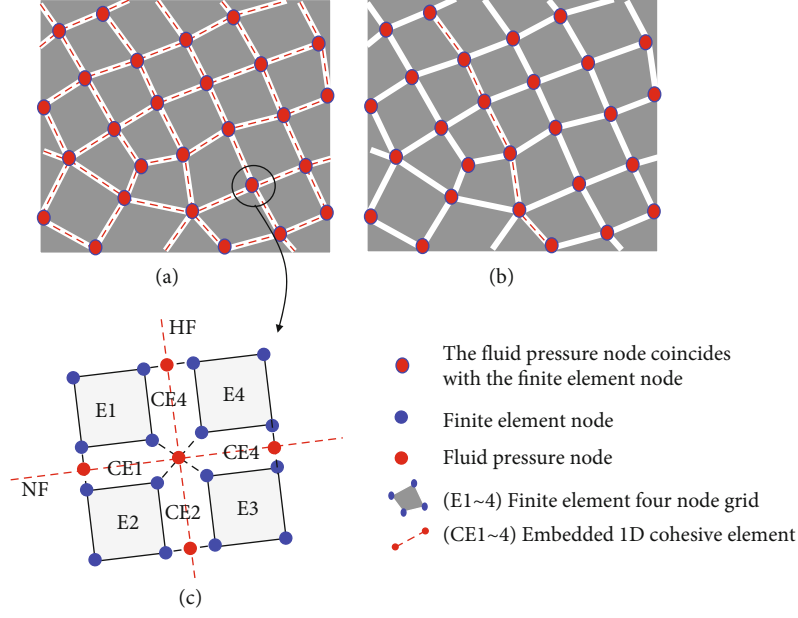 (a)
(b)
HF
E1
CE4
E4
CE1
CE4
NF
E2
CE2
E3
(c)
The fluid pressure node coincides
with the finite element node
Finite element node
Fluid pressure node
(E1~4) Finite element four node grid
(CE1~4) Embedded 1D cohesive element